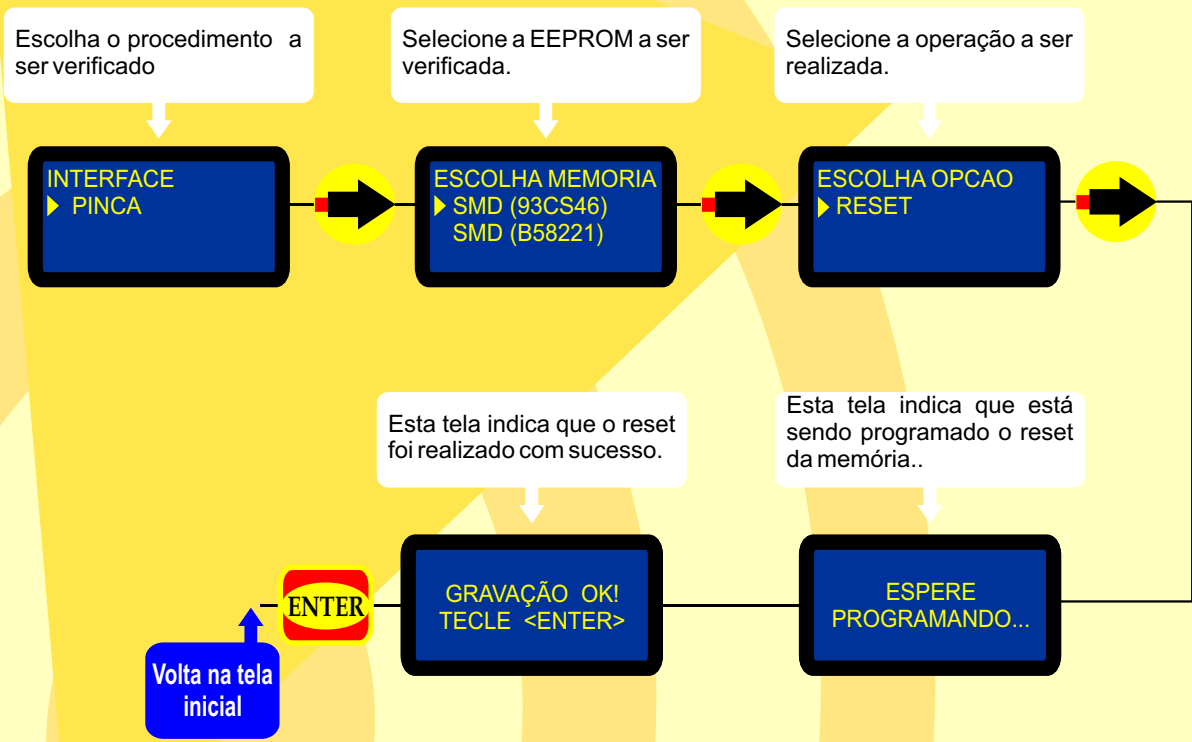 Escolha o procedimento a
ser verificado
Selecione a EEPROM a ser
verificada.
Selecione a operação a ser
realizada.
INTERFACE
PINCA
ESCOLHA MEMORIA
SMD (93CS46)
SMD (B58221)
ESCOLHA OPCAO
RESET
Esta tela indica que está
sendo programado o reset
da memória..
Esta tela indica que o reset
foi realizado com sucesso.
ESPERE
PROGRAMANDO...
GRAVAÇÃO OK!
TECLE <ENTER>
ENTER
Volta na tela
inicial